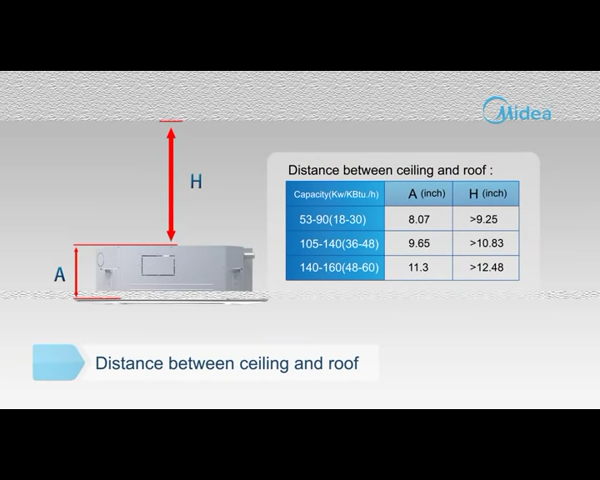 Midea
H
A
Distance between ceiling and roof :
Capacity(Kw/KBtu./h) A (inch) H (inch)
53-90(18-30) 8.07 >9.25
105-140(36-48) 9.65 >10.83
140-160(48-60) 11.3 >12.48
Distance between ceiling and roof